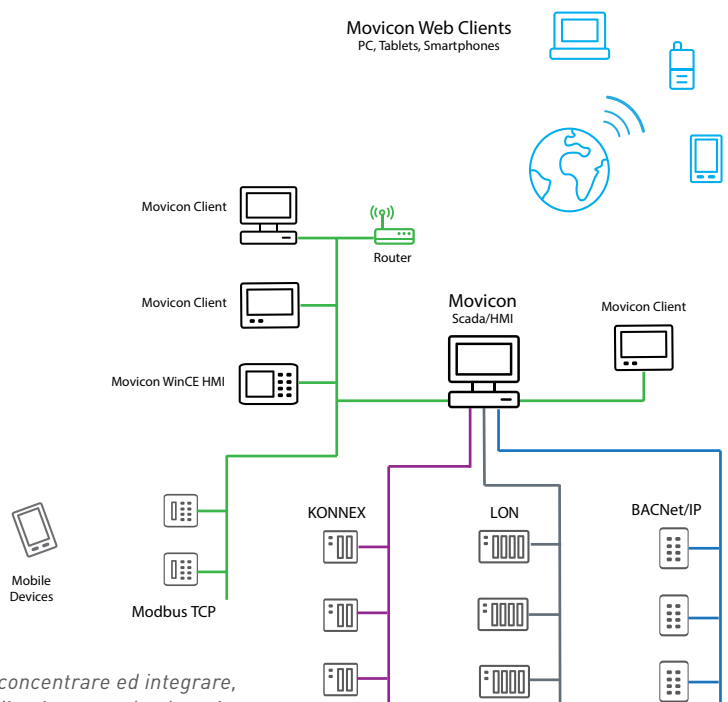 Movicon Web Clients
PC, Tablets, Smartphones
Movicon Client
Router
Movicon Client
Movicon
Scada/HMI
Movicon Client
Movicon WinCE HMI
KONNEX
LON
BACNet/IP
Mobile
Devices
Modbus TCP
concentrare ed integrare,